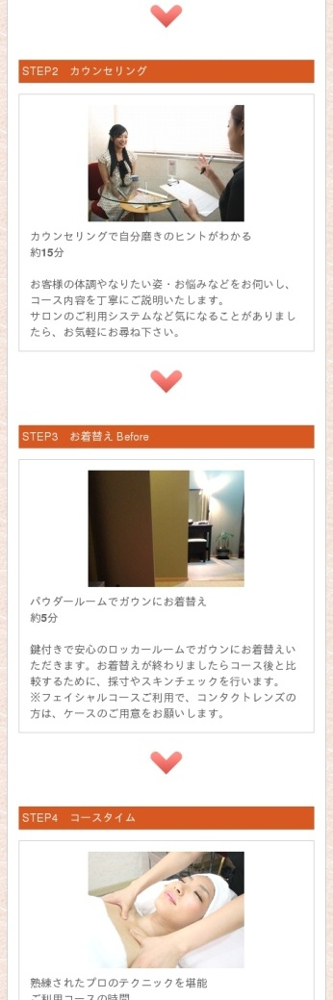 STEP2　カウンセリング
カウンセリングで自分磨きのヒントがわかる
約15分
お客様の体調やなりたい姿・お悩みなどをお伺いし、
コース内容を丁寧にご説明いたします。
サロンのご利用システムなど気になることがありまし
たら、お気軽にお尋ね下さい。
STEP3　お着替え Before
パウダールームでガウンにお着替え
約5分
鍵付きで安心のロッカールームでガウンにお着替えい
ただきます。お着替えが終わりましたらコース後と比
較するために、採寸やスキンチェックを行います。
※フェイシャルコースご利用で、コンタクトレンズの
方は、ケースのご用意をお願いします。
STEP4　コースタイム
熟練されたプロのテクニックを堪能
ご利用コースの時間